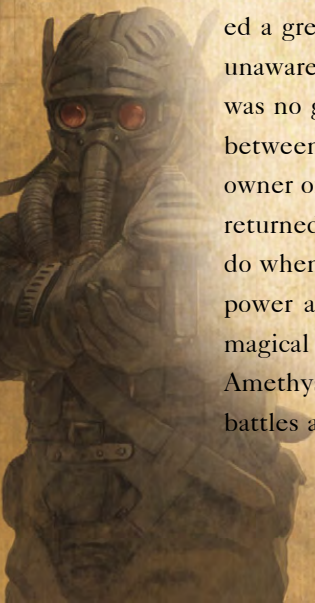 ed a gre
unaware
was no g
between
owner o
returned
do when
power a
magical
Amethy
battles a